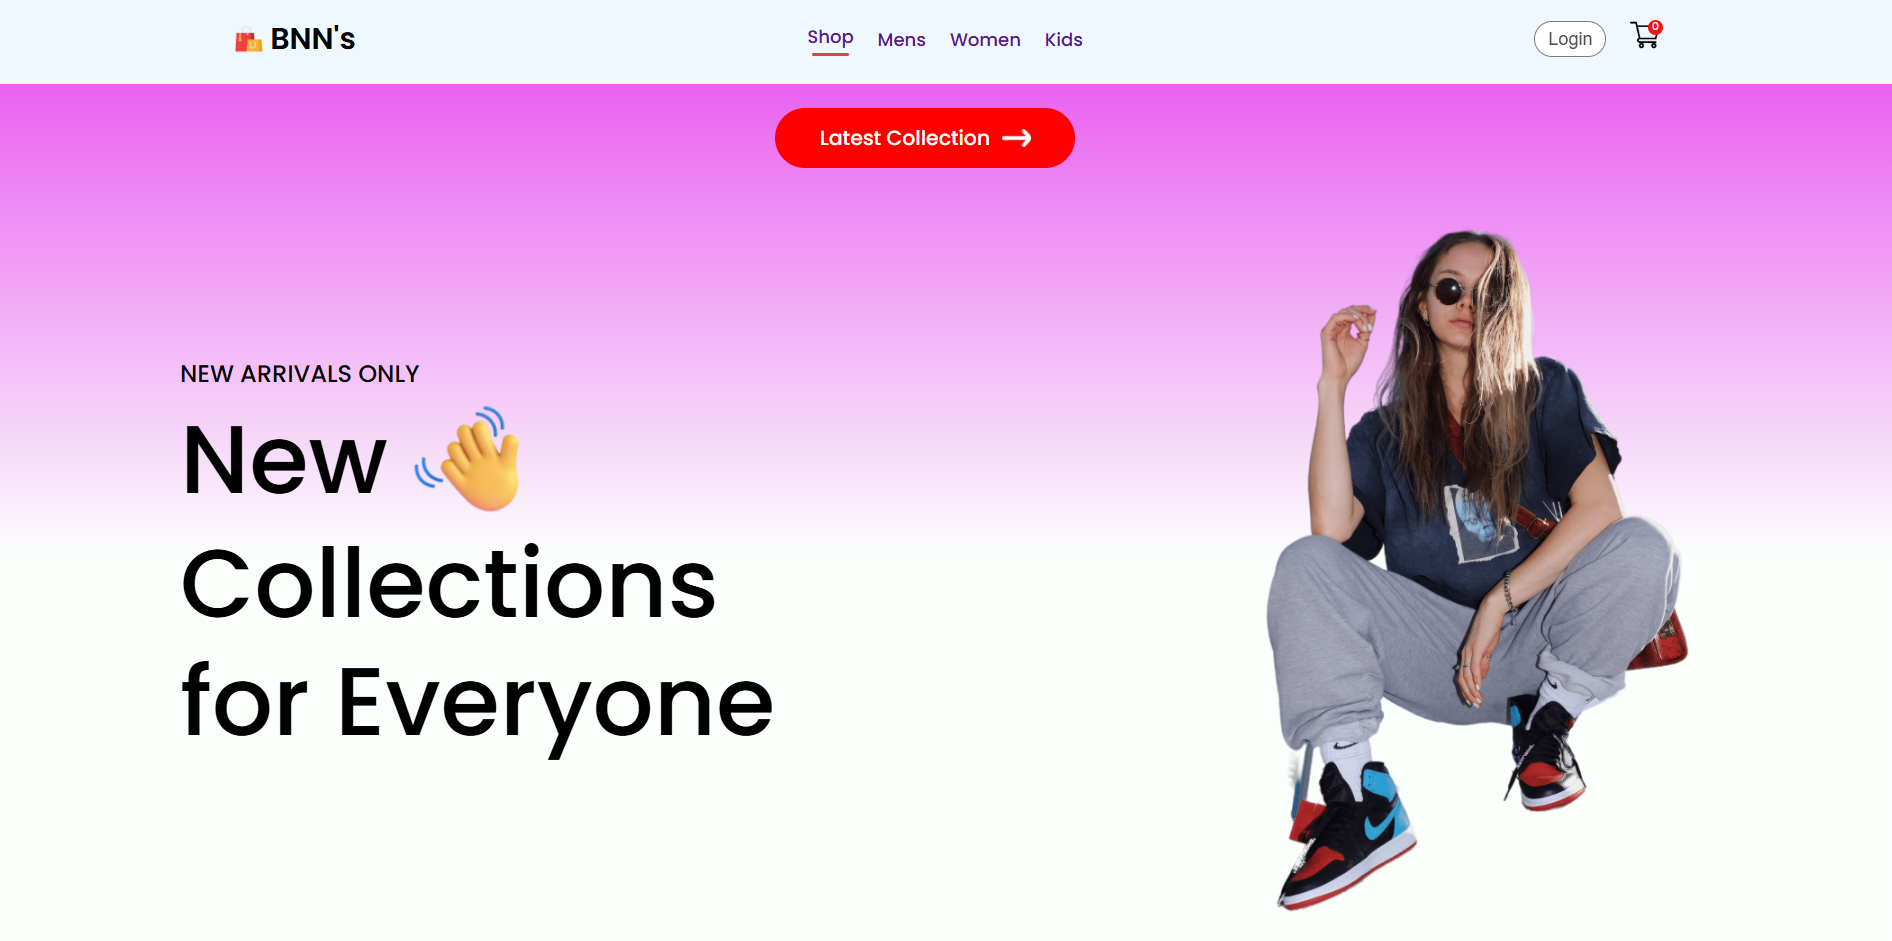 BNN's
Shop Mens Women Kids
Login
0
Latest Collection
NEW ARRIVALS ONLY
New
Collections
for Everyone